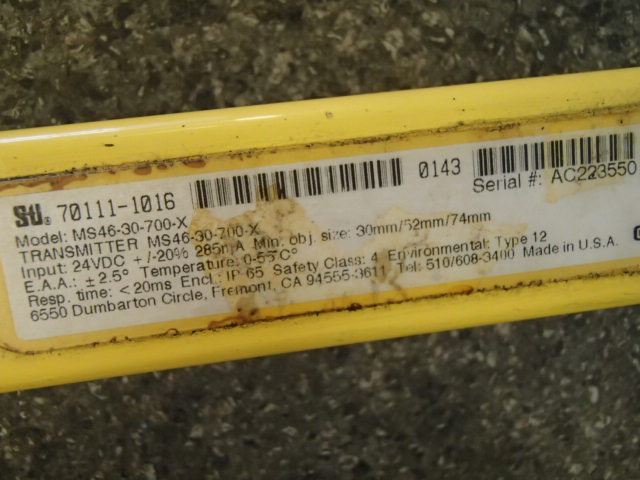 STI® 70111-1016
0143
Serial #: AC223550
Model: MS46-30-700-X
TRANSMITTER MS46-30-700-X
Input: 24VDC +/-20% 285mA Min. obj. size: 30mm/52mm/74mm
E.A.A.: ±2.5° Temperature: 0-55°C Safety Class: 4 Environmental: Type 12
Resp. time: <20ms Encl.: IP 65
6550 Dumbarton Circle, Fremont, CA 94555-3611 Tel: 510/608-3400 Made in U.S.A.